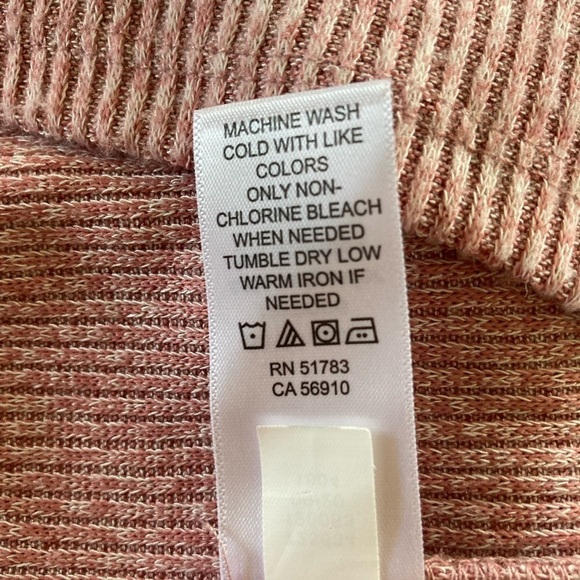 MACHINE WASH
COLD WITH LIKE
COLORS
ONLY NON-
CHLORINE BLEACH
WHEN NEEDED
TUMBLE DRY LOW
WARM IRON IF
NEEDED
RN 51783
CA 56910